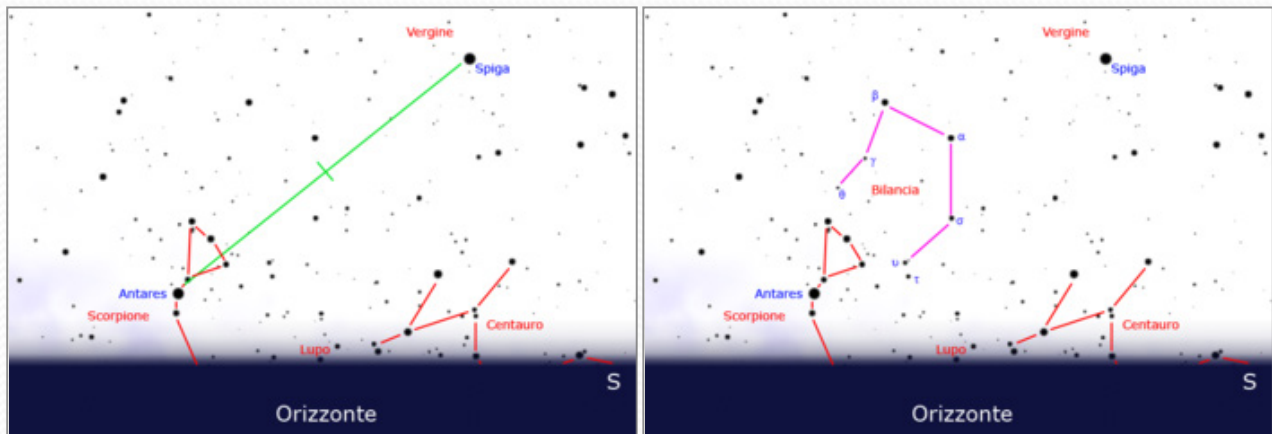 Vergine
Spiga
Antares
Scorpione
Centauro
Lupo
S
Orizzonte
Vergine
Spiga
β
α
γ
θ
Bilancia
σ
υ
τ
Antares
Scorpione
Centauro
Lupo
S
Orizzonte